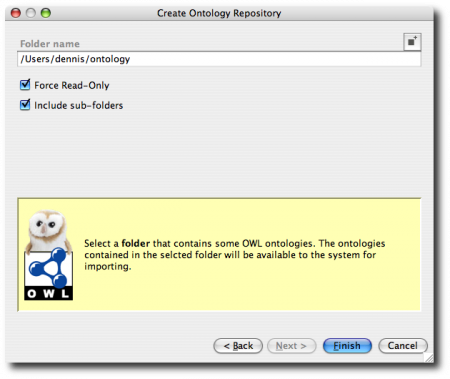 Create Ontology Repository
Folder name
/Users/dennis/ontology
Force Read-Only
Include sub-folders
Select a folder that contains some OWL ontologies. The ontologies
contained in the selcted folder will be available to the system for
importing.
OWL
< Back
Next >
Finish
Cancel